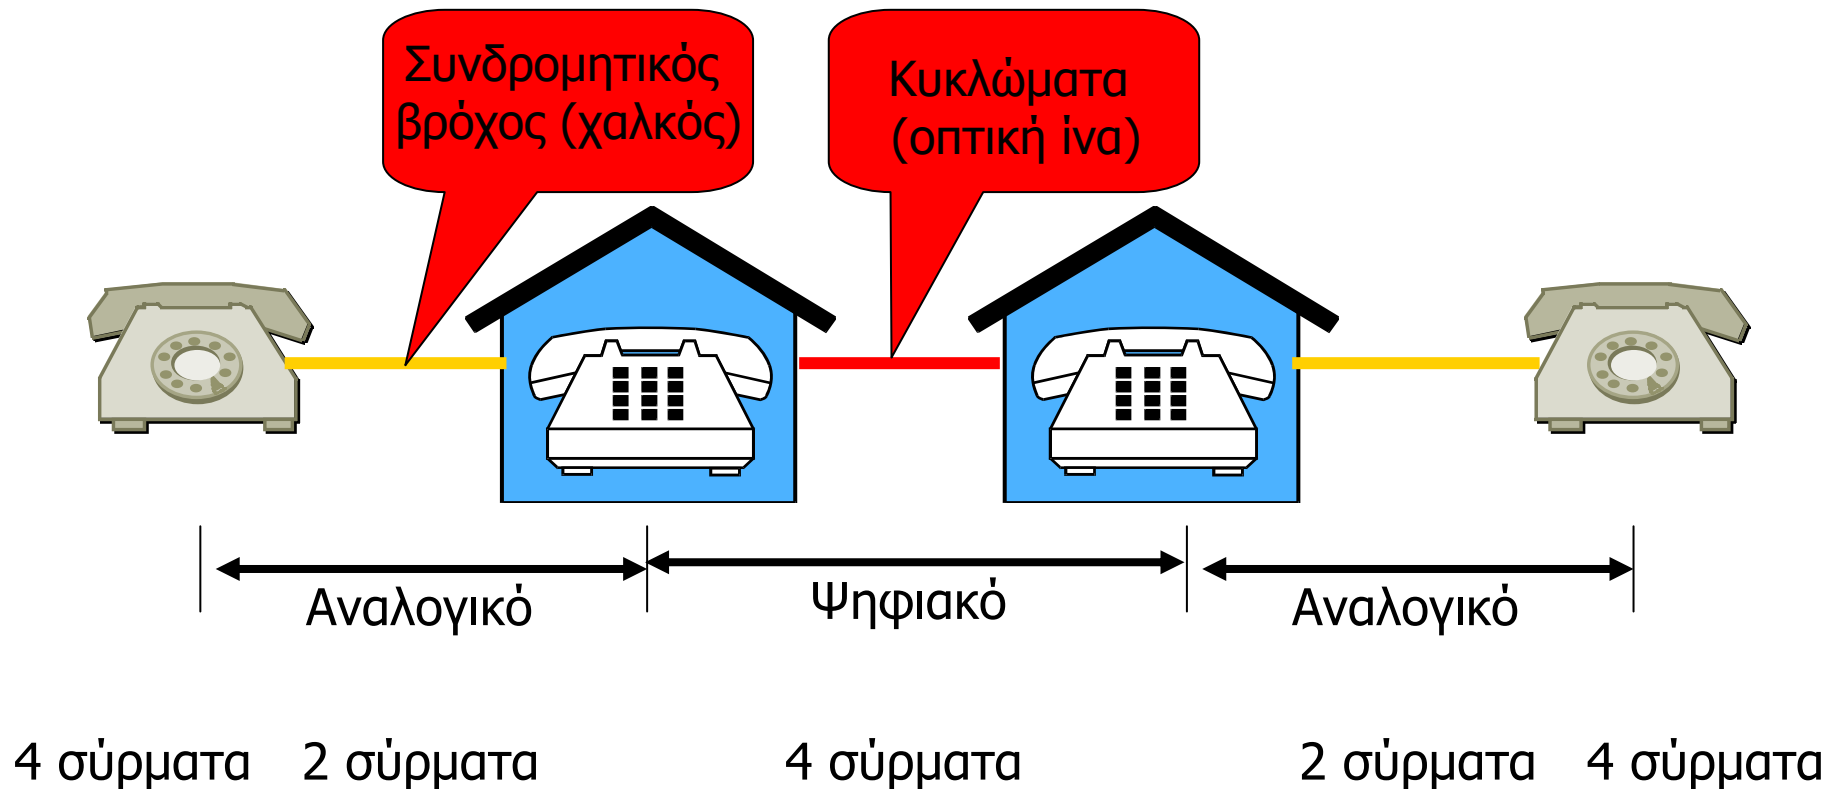 Συνδρομητικός
βρόχος (χαλκός)
Κυκλώματα
(οπτική ίνα)
Αναλογικό
Ψηφιακό
Αναλογικό
4 σύρματα
2 σύρματα
4 σύρματα
2 σύρματα
4 σύρματα